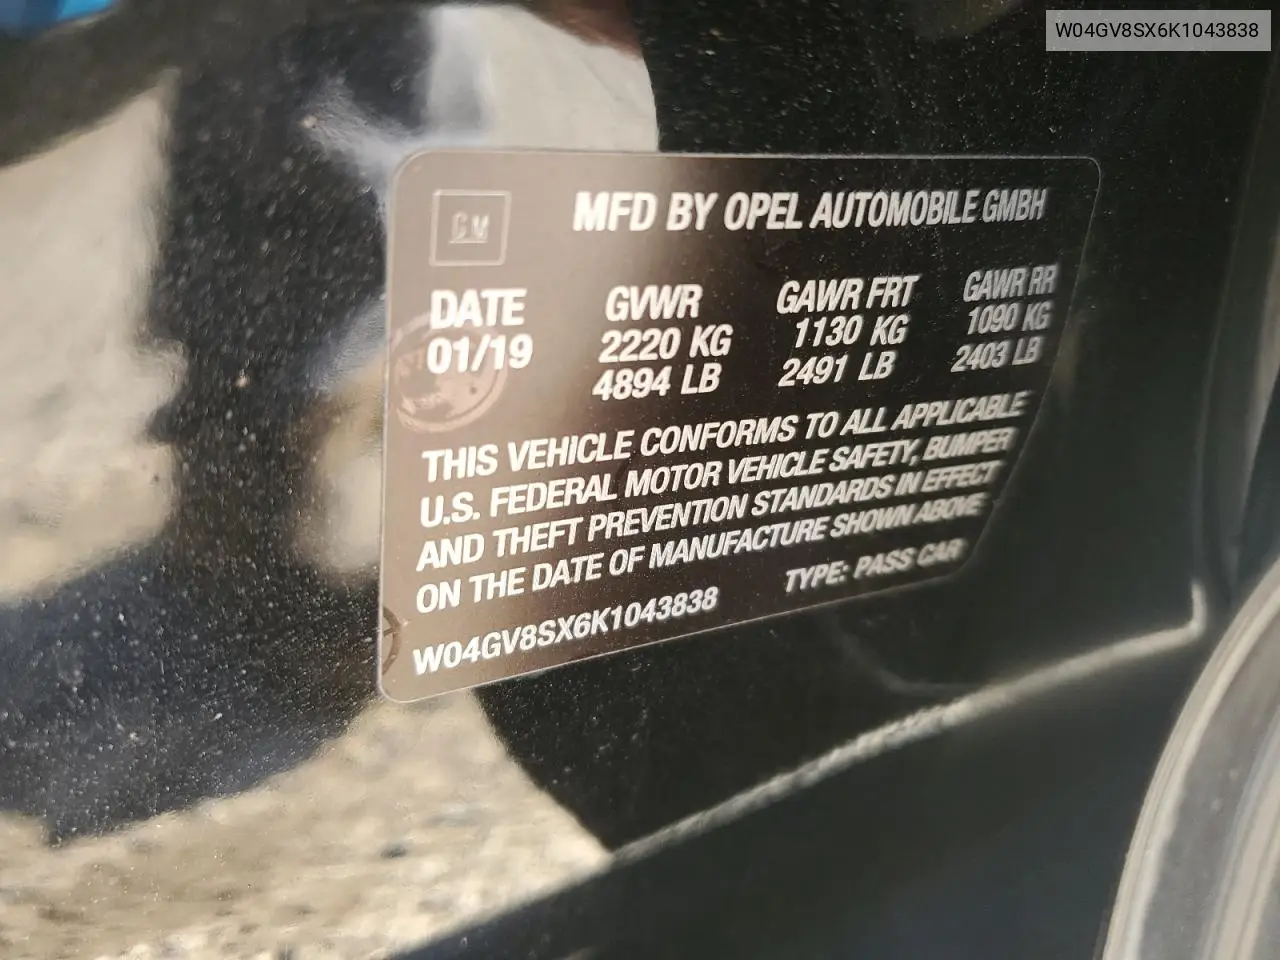 W04GV8SX6K1043838
GM
MFD BY OPEL AUTOMOBILE GMBH
DATE GVWR GAWR FRT GAWR RR
01/19 2220 KG 1130 KG 1090 KG
4894 LB 2491 LB 2403 LB
THIS VEHICLE CONFORMS TO ALL APPLICABLE
U.S. FEDERAL MOTOR VEHICLE SAFETY, BUMPER
AND THEFT PREVENTION STANDARDS IN EFFECT
ON THE DATE OF MANUFACTURE SHOWN ABOVE
W04GV8SX6K1043838 TYPE: PASS CAR